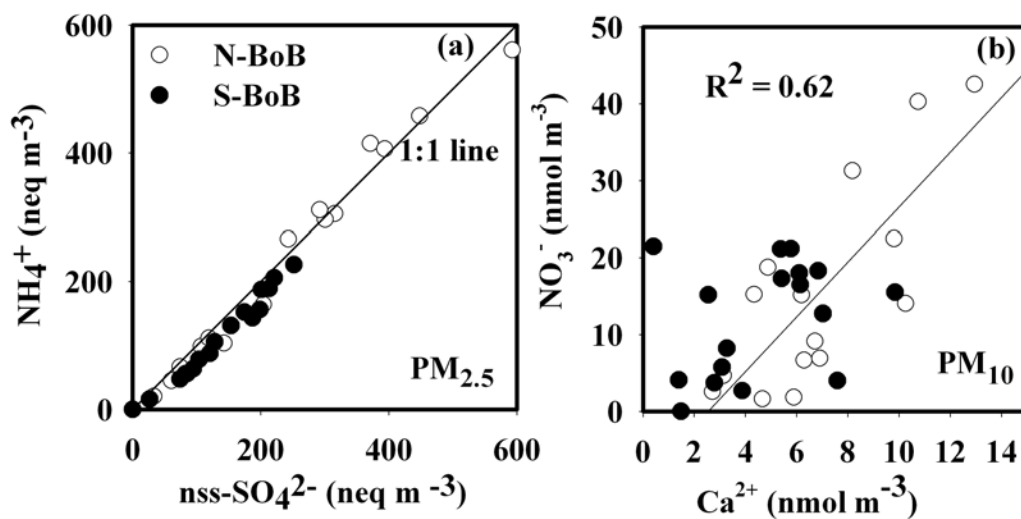 (a)
N-BoB
S-BoB
1:1 line
PM2.5
600
400
200
0
0 200 400 600
NH4+ (neq m-3)
nss-SO42- (neq m -3)
(b)
R2 = 0.62
PM10
50
40
30
20
10
0
0 2 4 6 8 10 12 14
NO3- (nmol m-3)
Ca2+ (nmol m-3)